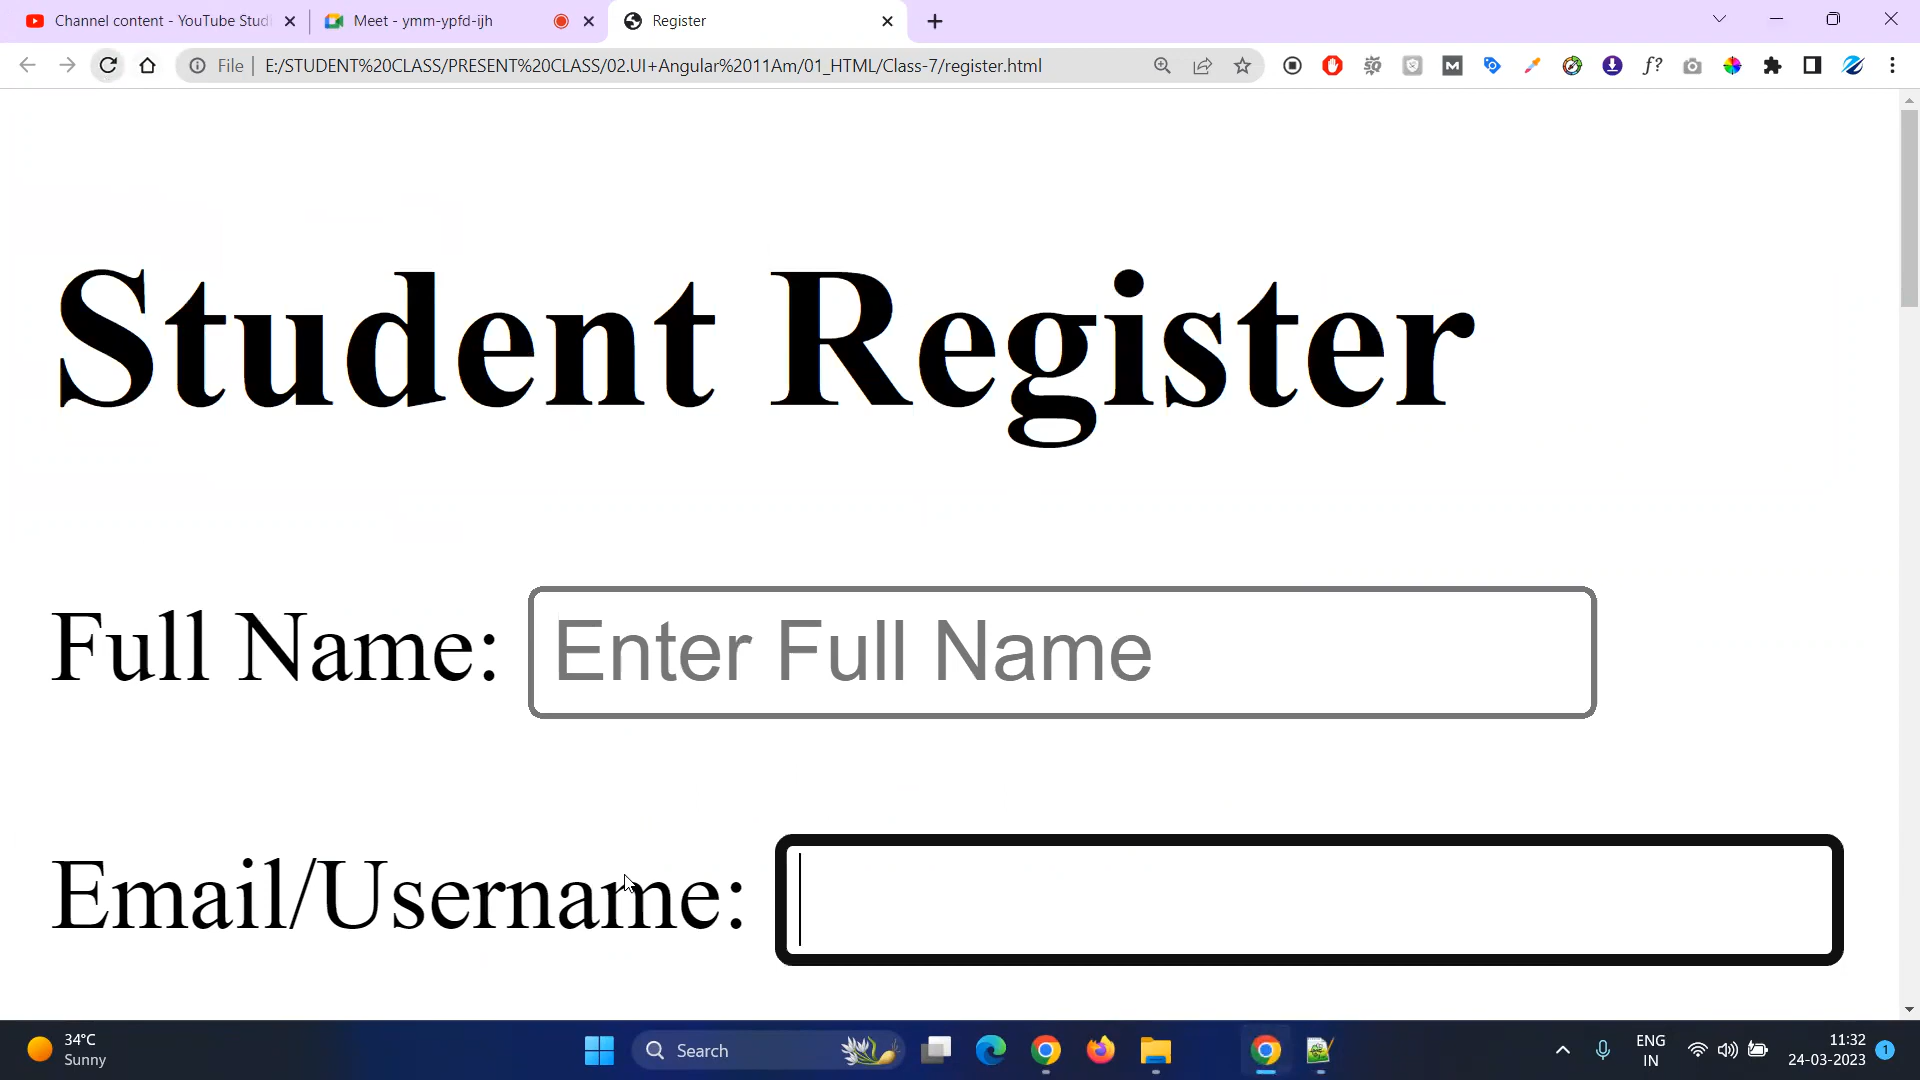 Channel content - YouTube Stud
Meet - ymm-ypfd-ijh
Register
File | E:/STUDENT%20CLASS/PRESENT%20CLASS/02.UI+Angular%2011Am/01_HTML/Class-7/register.html
Student Register
Full Name: Enter Full Name
Email/Username:
34°C
Sunny
Search
ENG
IN
11:32
24-03-2023
1